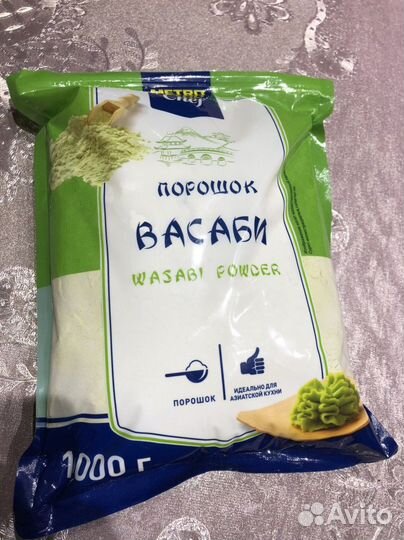 METRO
Chef
ПОРОШОК
ВАСАБИ
WASABI POWDER
ПОРОШОК
ИДЕАЛЬНО ДЛЯ
АЗИАТСКОЙ КУХНИ
1000 г
Avito